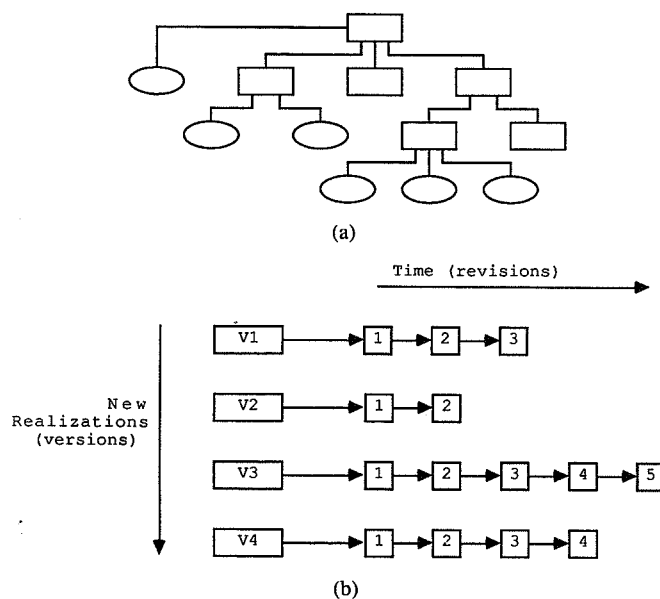 (a)
Time (revisions)
V1 1 2 3
New
Realizations
(versions)
V2 1 2
V3 1 2 3 4 5
V4 1 2 3 4
(b)